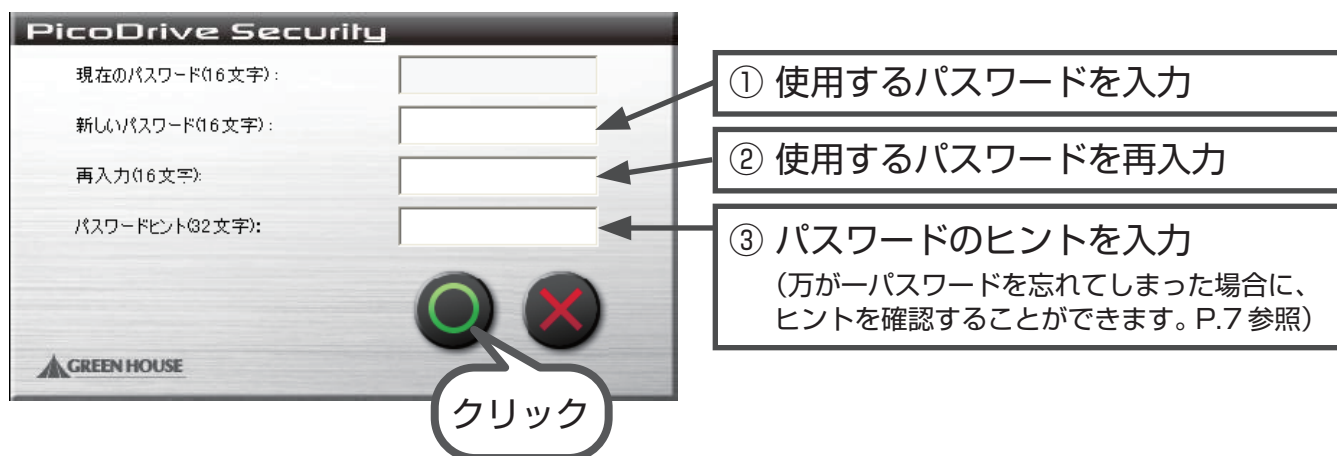 PicoDrive Security
現在のパスワード(16文字):
新しいパスワード(16文字):
再入力(16文字):
パスワードヒント(32文字):
GREEN HOUSE
クリック
① 使用するパスワードを入力
② 使用するパスワードを再入力
③ パスワードのヒントを入力
(万が一パスワードを忘れてしまった場合に、
ヒントを確認することができます。P.7 参照)